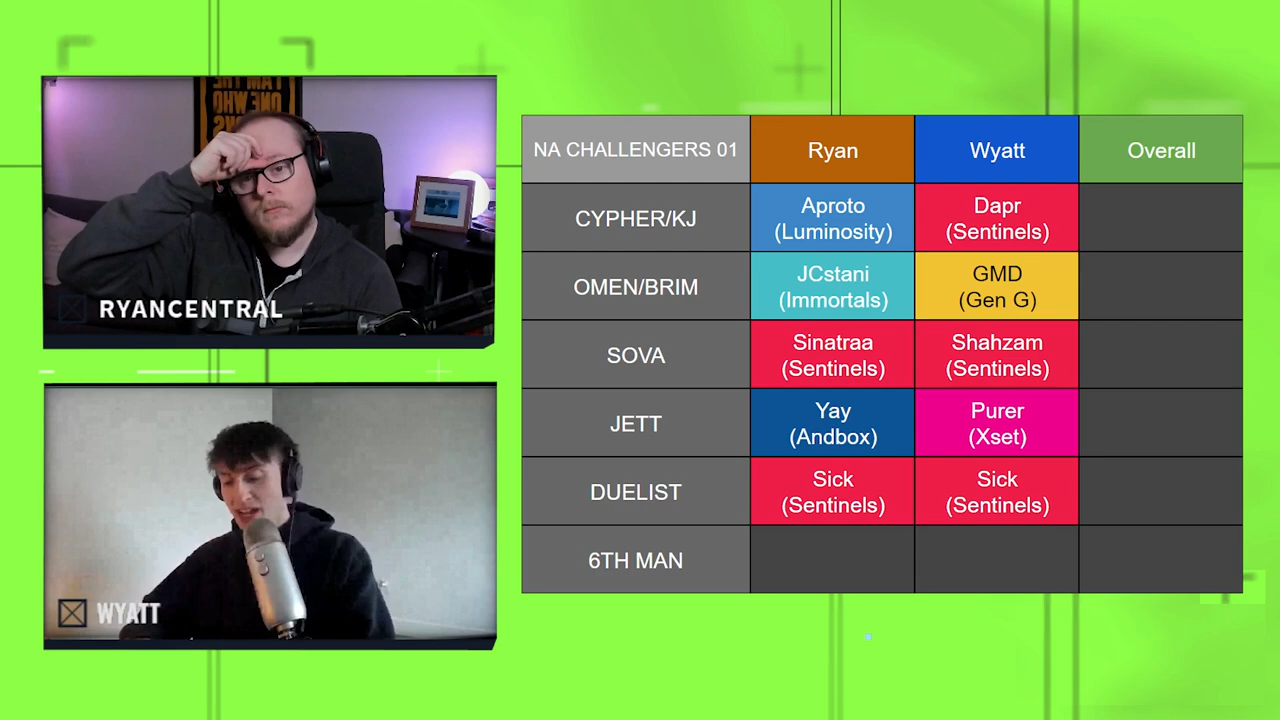 RYANCENTRAL
WYATT
NA CHALLENGERS 01
Ryan
Wyatt
Overall
CYPHER/KJ
Aproto
(Luminosity)
Dapr
(Sentinels)
OMEN/BRIM
JCstani
(Immortals)
GMD
(Gen G)
SOVA
Sinatraa
(Sentinels)
Shahzam
(Sentinels)
JETT
Yay
(Andbox)
Purer
(Xset)
DUELIST
Sick
(Sentinels)
Sick
(Sentinels)
6TH MAN